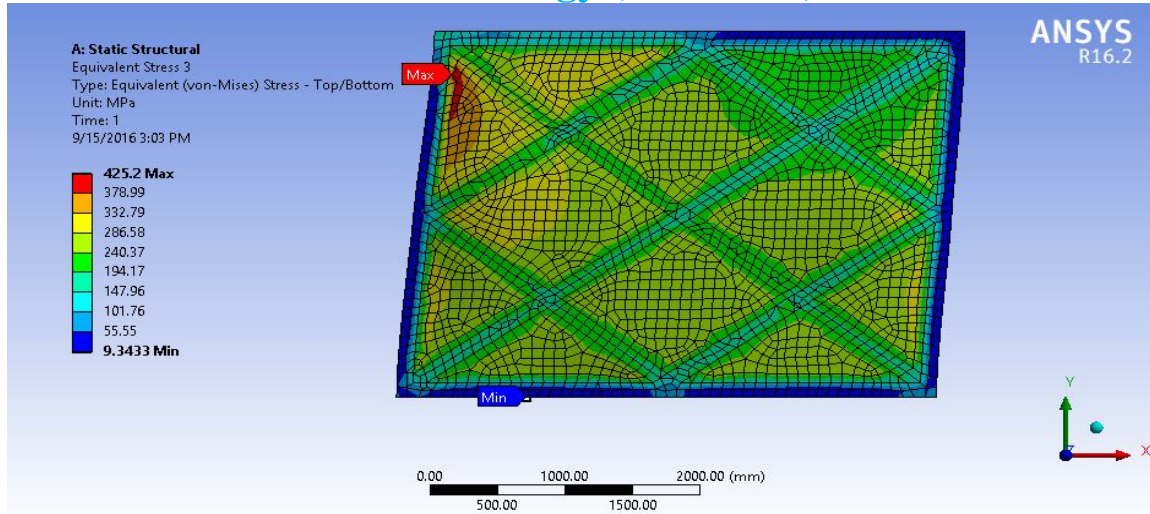 A: Static Structural
Equivalent Stress 3
Type: Equivalent (von-Mises) Stress - Top/Bottom
Unit: MPa
Time: 1
9/15/2016 3:03 PM
425.2 Max
378.99
332.79
286.58
240.37
194.17
147.96
101.76
55.55
9.3433 Min
Max
Min
ANSYS
R16.2
0.00 1000.00 2000.00 (mm)
500.00 1500.00
Y
X
Z